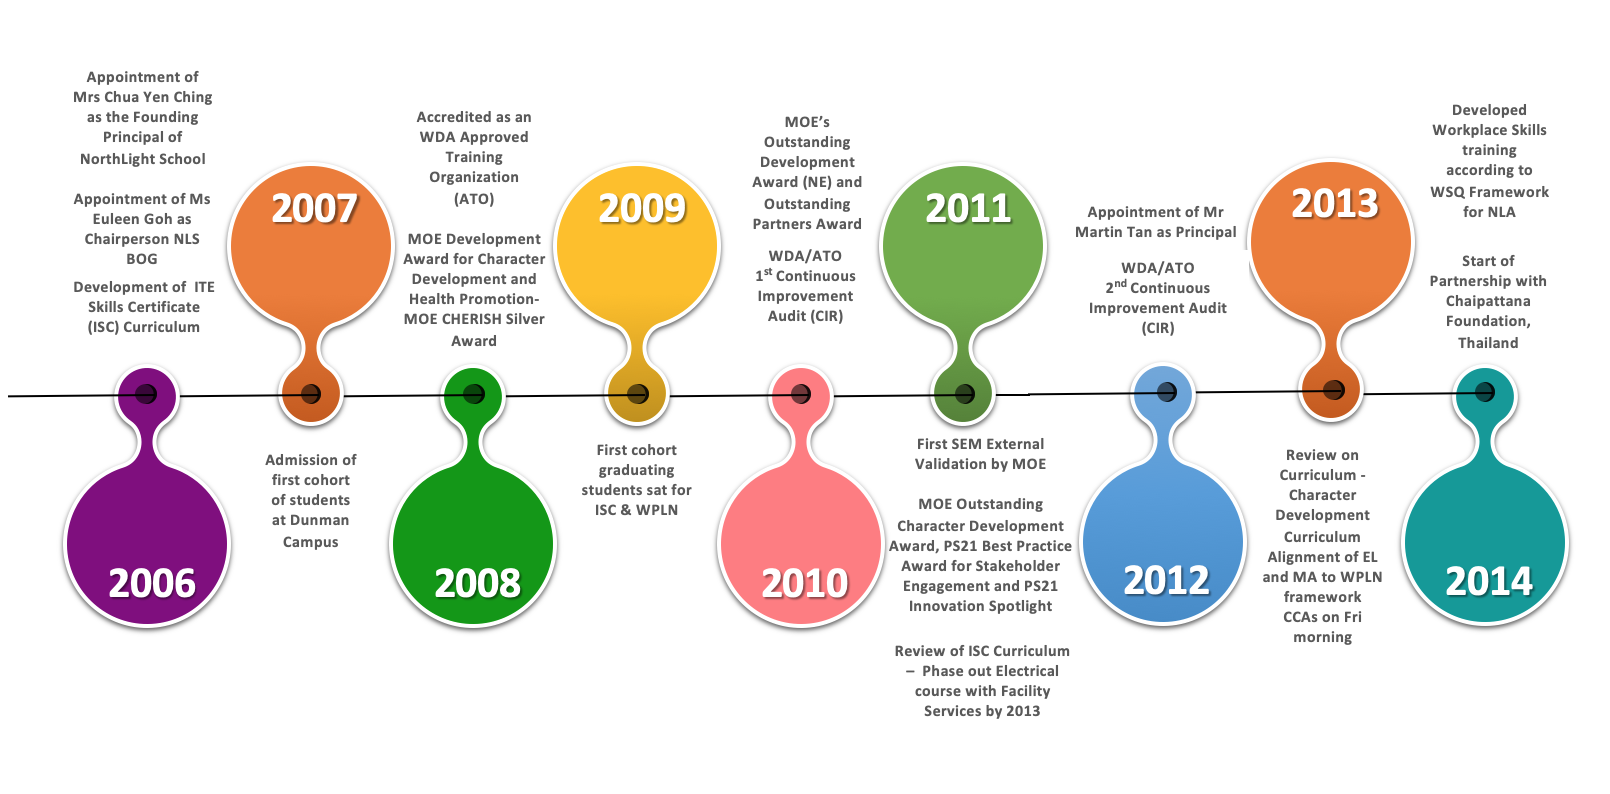 Appointment of
Mrs Chua Yen Ching
as the Founding
Principal of
NorthLight School
Appointment of Ms
Euleen Goh as
Chairperson NLS
BOG
Development of ITE
Skills Certificate
(ISC) Curriculum
2006
2007
Admission of
first cohort
of students
at Dunman
Campus
Accredited as an
WDA Approved
Training
Organization
(ATO)
MOE Development
Award for Character
Development and
Health Promotion-
MOE CHERISH Silver
Award
2008
2009
First cohort
graduating
students sat for
ISC & WPLN
MOE’s
Outstanding
Development
Award (NE) and
Outstanding
Partners Award
WDA/ATO
1st Continuous
Improvement
Audit (CIR)
2010
2011
First SEM External
Validation by MOE
MOE Outstanding
Character Development
Award, PS21 Best Practice
Award for Stakeholder
Engagement and PS21
Innovation Spotlight
Review of ISC Curriculum
– Phase out Electrical
course with Facility
Services by 2013
Appointment of Mr
Martin Tan as Principal
WDA/ATO
2nd Continuous
Improvement Audit
(CIR)
2012
2013
Review on
Curriculum -
Character
Development
Curriculum
Alignment of EL
and MA to WPLN
framework
CCAs on Fri
morning
Developed
Workplace Skills
training
according to
WSQ Framework
for NLA
Start of
Partnership with
Chaipattana
Foundation,
Thailand
2014